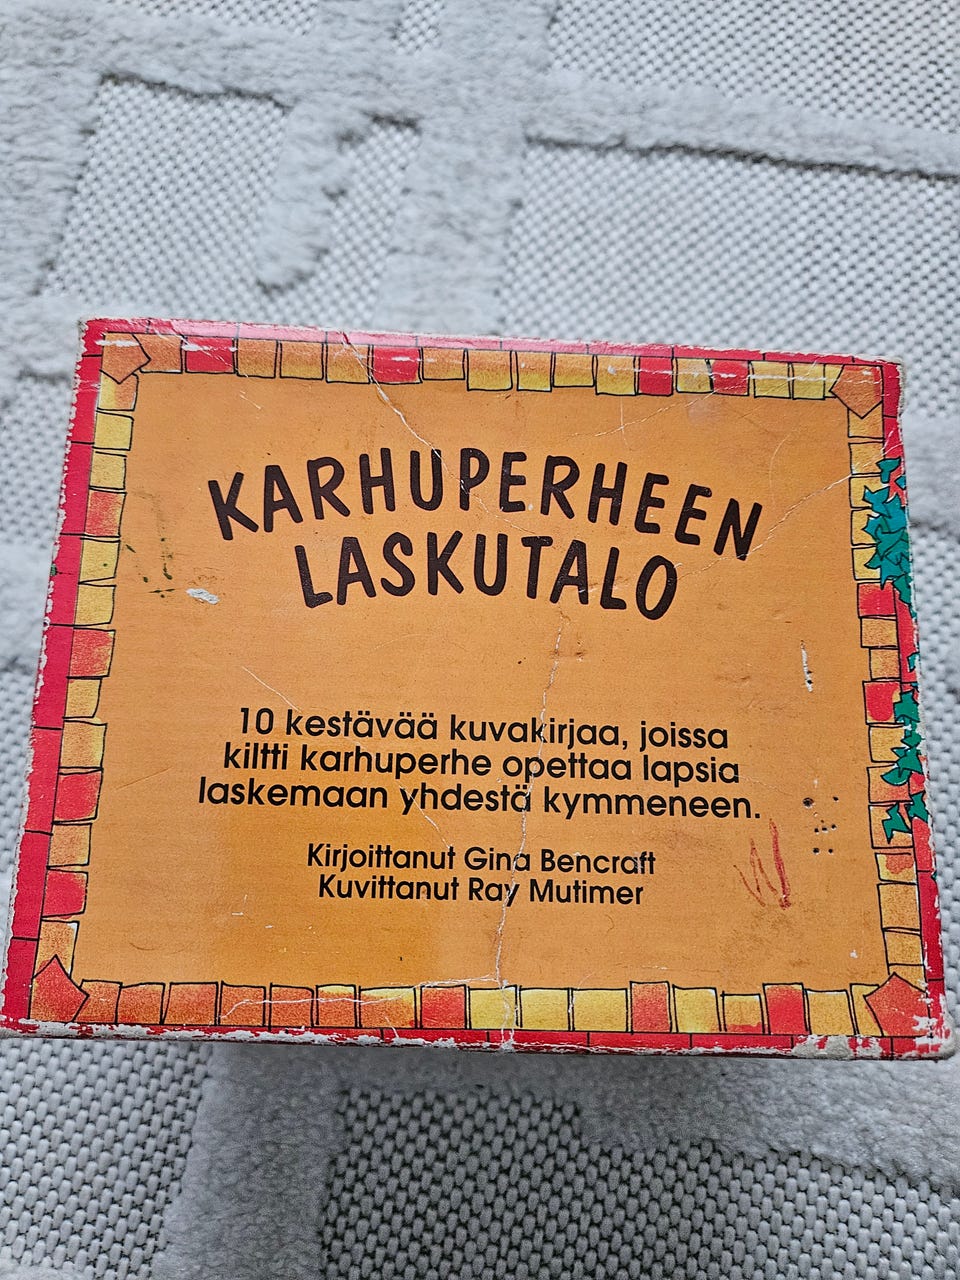 KARHUPERHEEN
LASKUTALO
10 kestävää kuvakirjaa, joissa
kiltti karhuperhe opettaa lapsia
laskemaan yhdestä kymmeneen.
Kirjoittanut Gina Bencraft
Kuvittanut Ray Mutimer